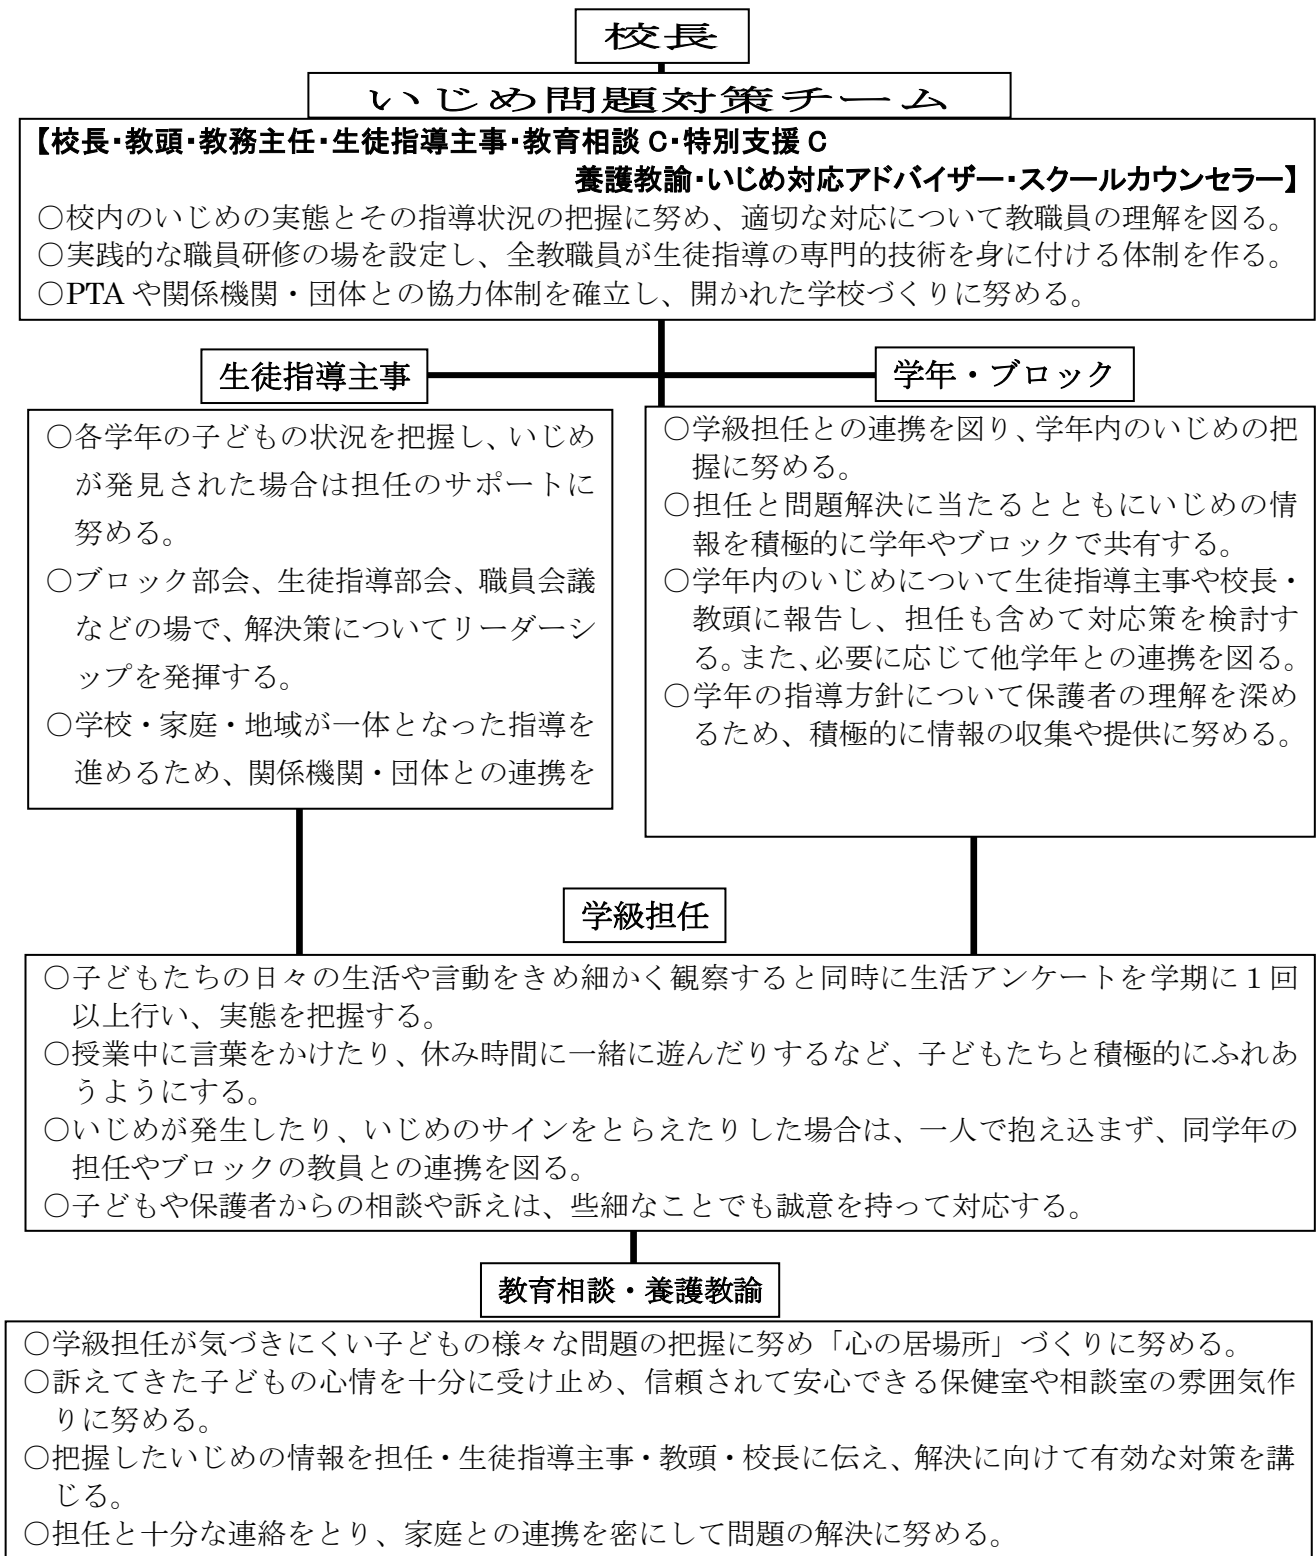 校長
いじめ問題対策チーム
【校長・教頭・教務主任・生徒指導主事・教育相談C・特別支援C
養護教諭・いじめ対応アドバイザー・スクールカウンセラー】
○校内のいじめの実態とその指導状況の把握に努め、適切な対応について教職員の理解を図る。
○実践的な職員研修の場を設定し、全教職員が生徒指導の専門的技術を身に付ける体制を作る。
○PTAや関係機関・団体との協力体制を確立し、開かれた学校づくりに努める。
生徒指導主事
○各学年の子どもの状況を把握し、いじめ
が発見された場合は担任のサポートに
努める。
○ブロック部会、生徒指導部会、職員会議
などの場で、解決策についてリーダーシ
ップを発揮する。
○学校・家庭・地域が一体となった指導を
進めるため、関係機関・団体との連携を
学年・ブロック
○学級担任との連携を図り、学年内のいじめの把
握に努める。
○担任と問題解決に当たるとともにいじめの情
報を積極的に学年やブロックで共有する。
○学年内のいじめについて生徒指導主事や校長・
教頭に報告し、担任も含めて対応策を検討す
る。また、必要に応じて他学年との連携を図る。
○学年の指導方針について保護者の理解を深め
るため、積極的に情報の収集や提供に努める。
学級担任
○子どもたちの日々の生活や言動をきめ細かく観察すると同時に生活アンケートを学期に1回
以上行い、実態を把握する。
○授業中に言葉をかけたり、休み時間に一緒に遊んだりするなど、子どもたちと積極的にふれあ
うようにする。
○いじめが発生したり、いじめのサインをとらえたりした場合は、一人で抱え込まず、同学年の
担任やブロックの教員との連携を図る。
○子どもや保護者からの相談や訴えは、些細なことでも誠意を持って対応する。
教育相談・養護教諭
○学級担任が気づきにくい子どもの様々な問題の把握に努め「心の居場所」づくりに努める。
○訴えてきた子どもの心情を十分に受け止め、信頼されて安心できる保健室や相談室の雰囲気作
りに努める。
○把握したいじめの情報を担任・生徒指導主事・教頭・校長に伝え、解決に向けて有効な対策を講
じる。
○担任と十分な連絡をとり、家庭との連携を密にして問題の解決に努める。